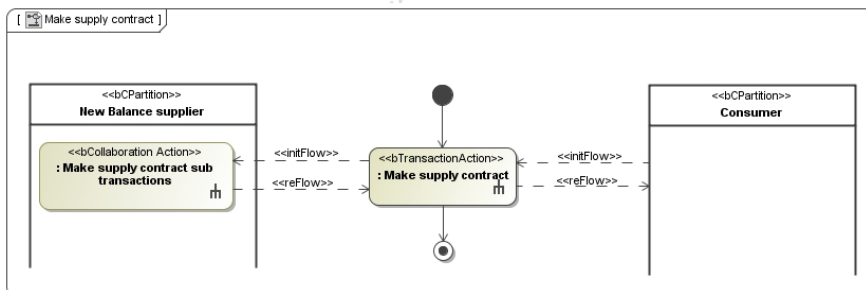 [ Make supply contract ]
<<bCPartition>>
New Balance supplier
<<bCollaboration Action>>
: Make supply contract sub
transactions
<<initFlow>>
<<reFlow>>
<<bTransactionAction>>
: Make supply contract
<<initFlow>>
<<reFlow>>
<<bCPartition>>
Consumer